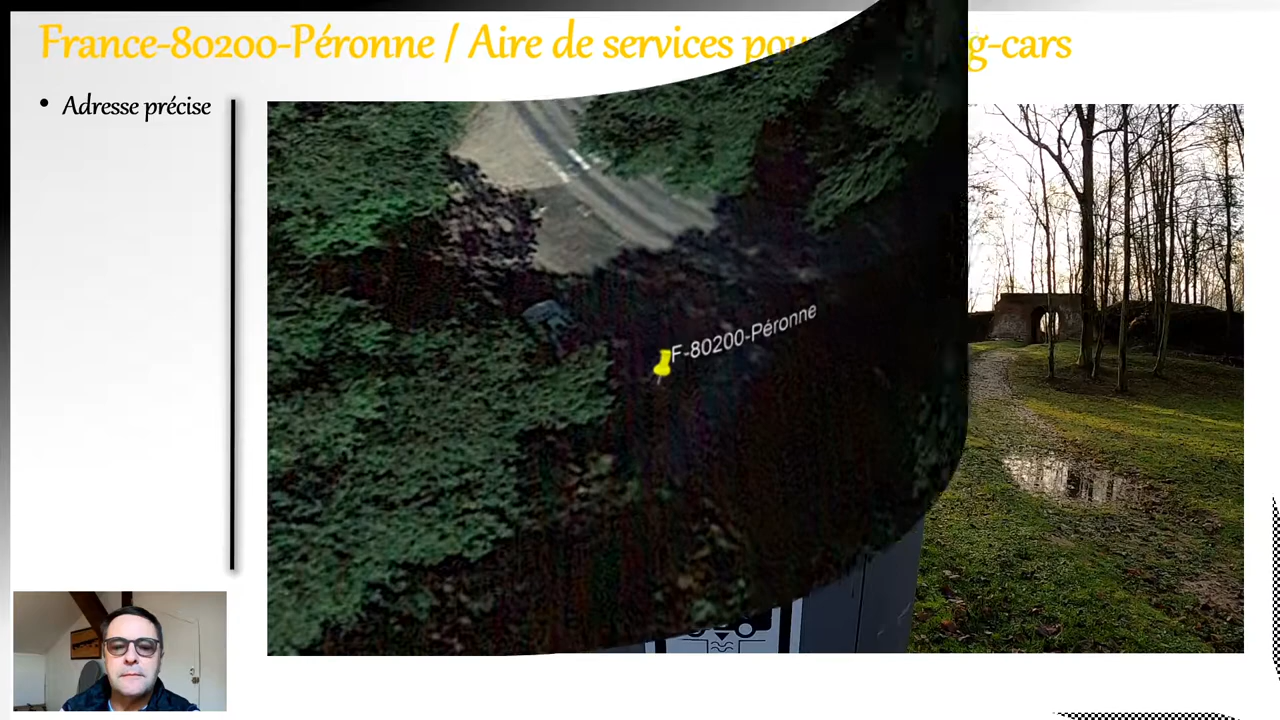 France-80200-Péronne / Aire de services pou g-cars
• Adresse précise
F-80200-Péronne